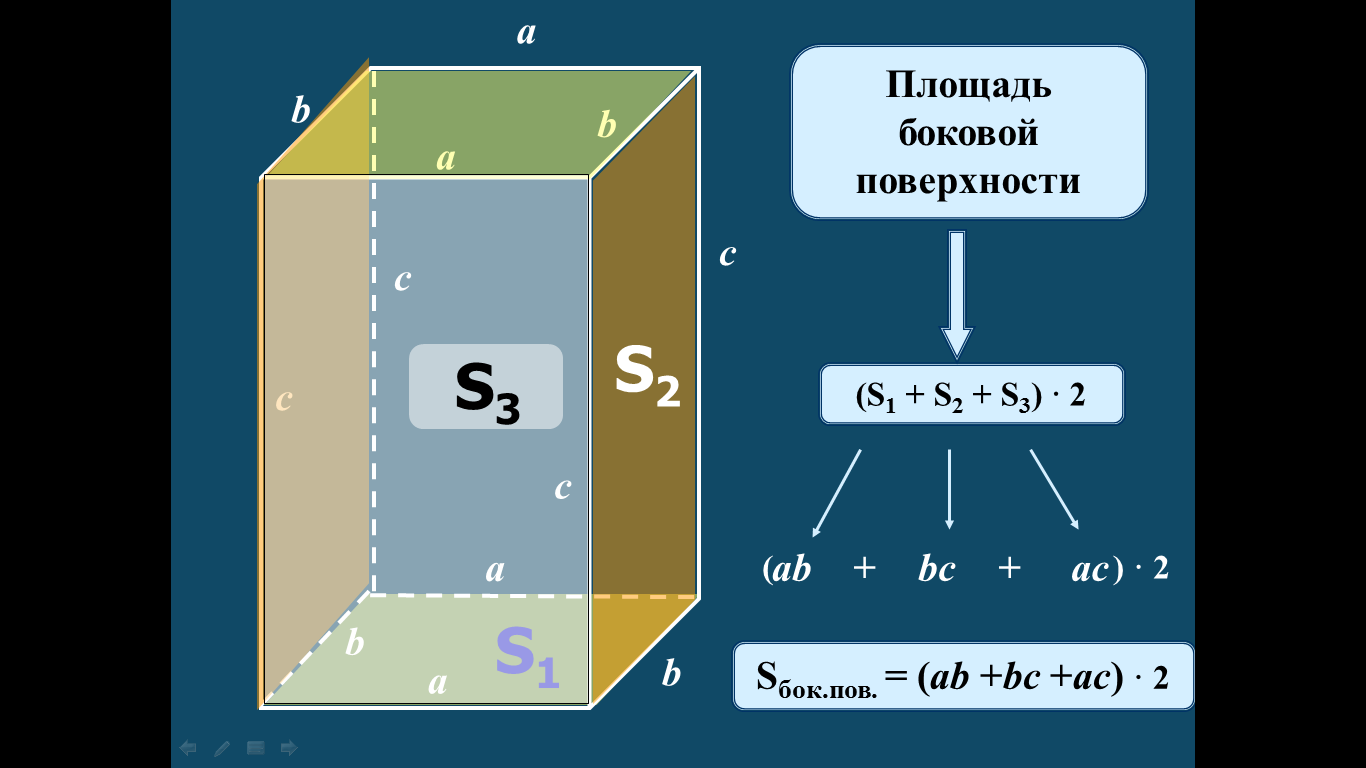 a
b
b
a
c
c
S₃
S₂
c
c
a
S₁
b
a
b
Площадь
боковой
поверхности
(S₁ + S₂ + S₃) · 2
(ab + bc + ac) · 2
Sбок.пов. = (ab +bc +ac) · 2